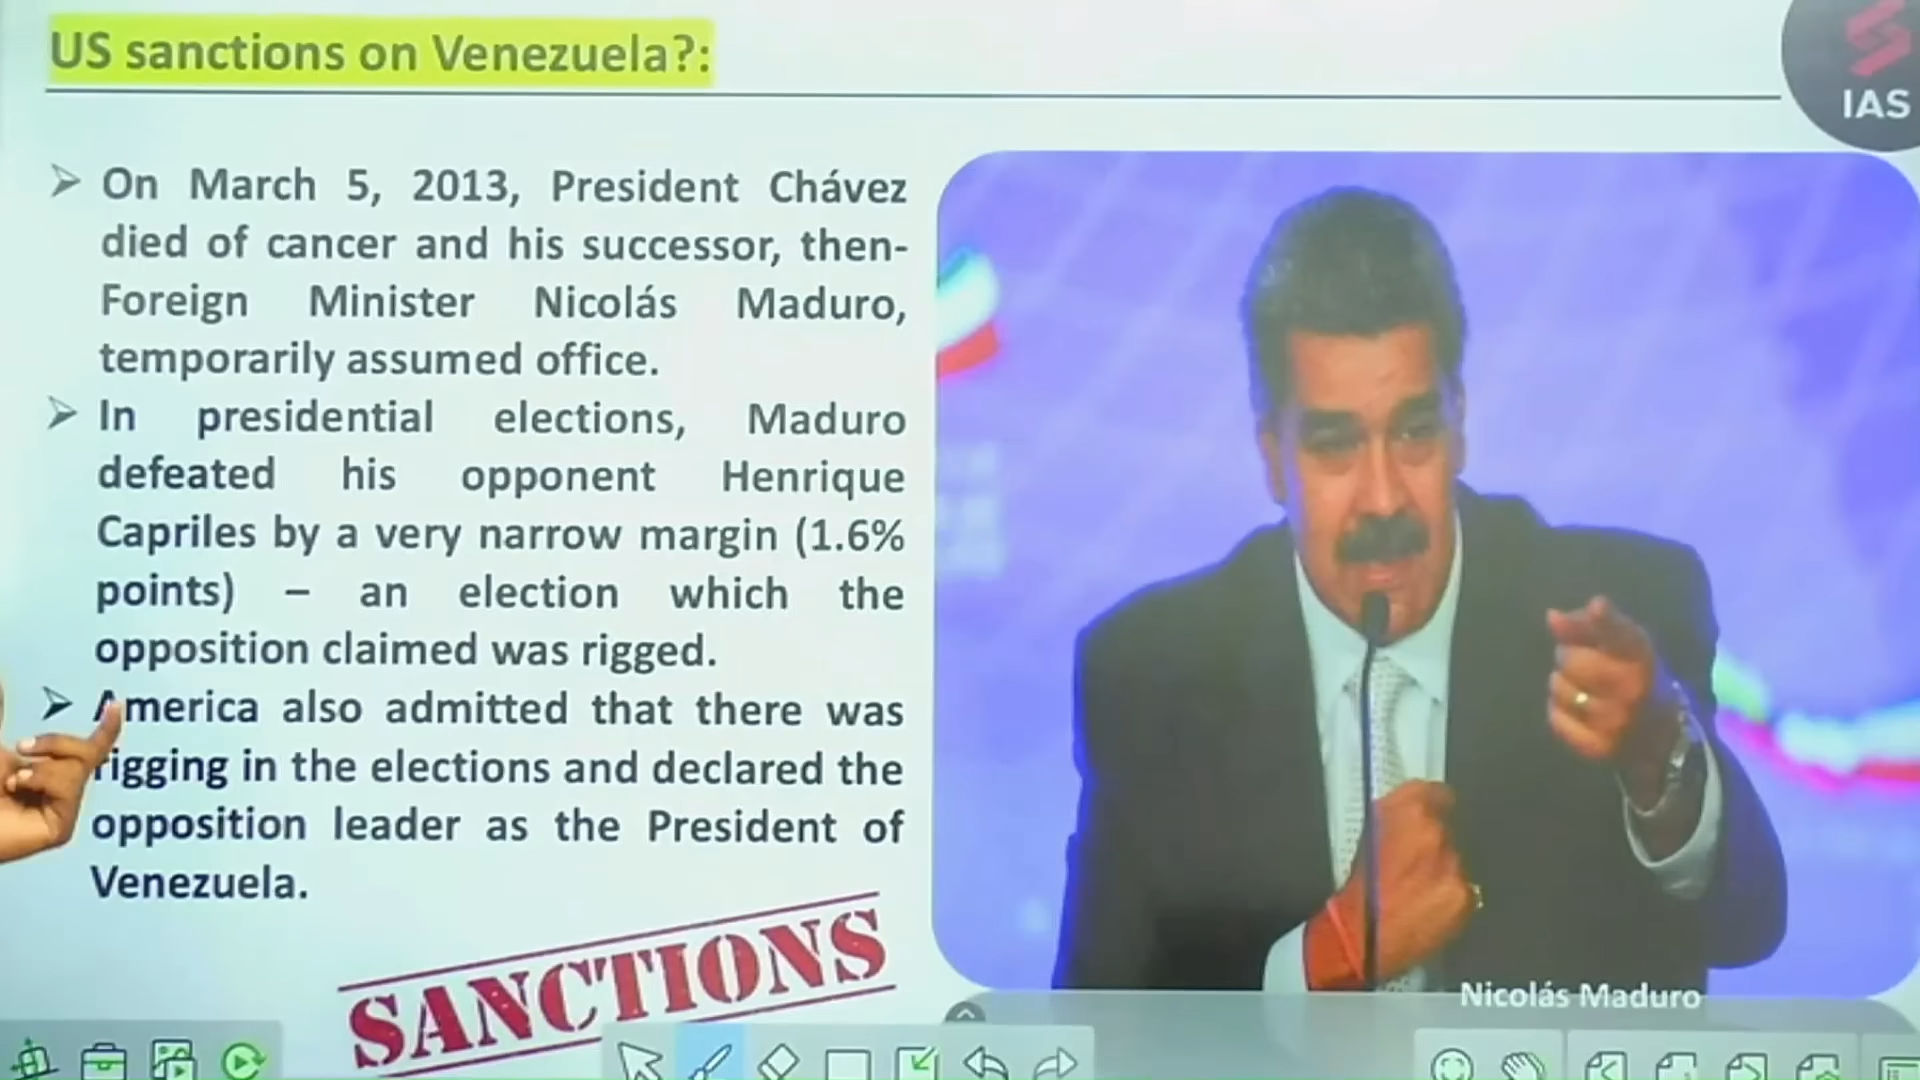 US sanctions on Venezuela?:
IAS
On March 5, 2013, President Chávez
died of cancer and his successor, then-
Foreign Minister Nicolás Maduro,
temporarily assumed office.
In presidential elections, Maduro
defeated his opponent Henrique
Capriles by a very narrow margin (1.6%
points) – an election which the
opposition claimed was rigged.
America also admitted that there was
rigging in the elections and declared the
opposition leader as the President of
Venezuela.
SANCTIONS
Nicolás Maduro